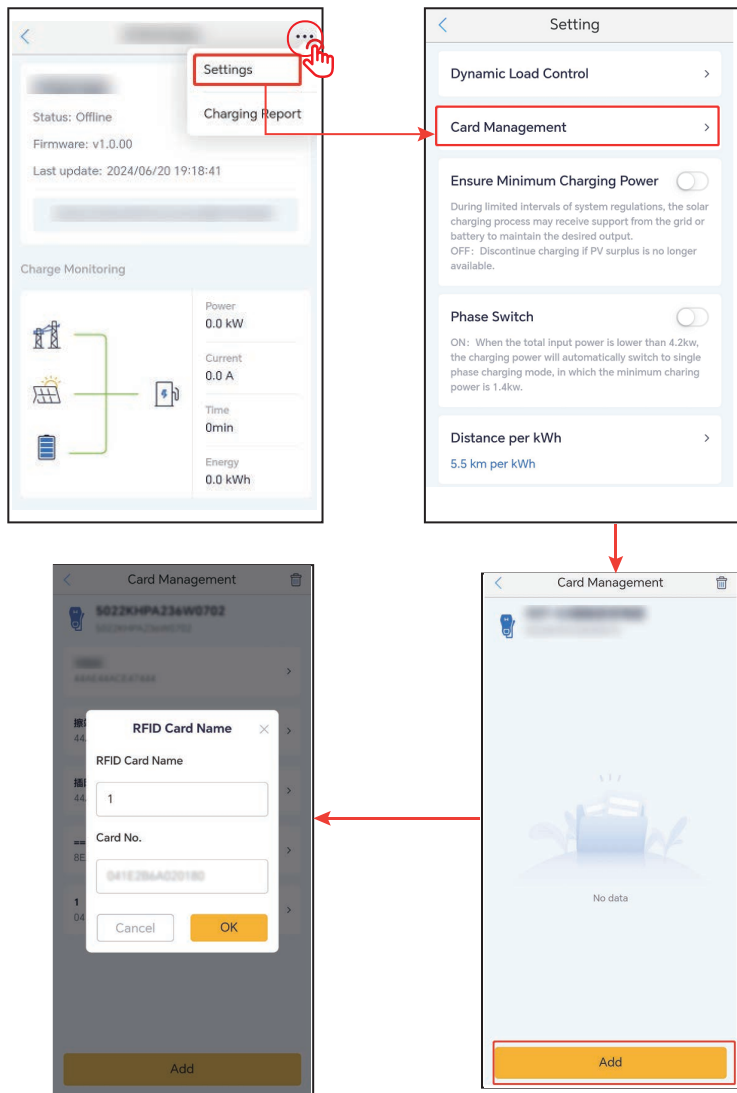 Settings
Charging Report
Status: Offline
Firmware: v1.0.00
Last update: 2024/06/20 19:18:41
Charge Monitoring
Power
0.0 kW
Current
0.0 A
Time
0min
Energy
0.0 kWh
Setting
Dynamic Load Control
Card Management
Ensure Minimum Charging Power
During limited intervals of system regulations, the solar
charging process may receive support from the grid or
battery to maintain the desired output.
OFF: Discontinue charging if PV surplus is no longer
available.
Phase Switch
ON: When the total input power is lower than 4.2kw,
the charging power will automatically switch to single
phase charging mode, in which the minimum charing
power is 1.4kw.
Distance per kWh
5.5 km per kWh
Card Management
No data
Add
Card Management
5022KHPA236W0702
44
44
==
8E
1
04
RFID Card Name
RFID Card Name
1
Card No.
041E2B6A020180
Cancel
OK
Add